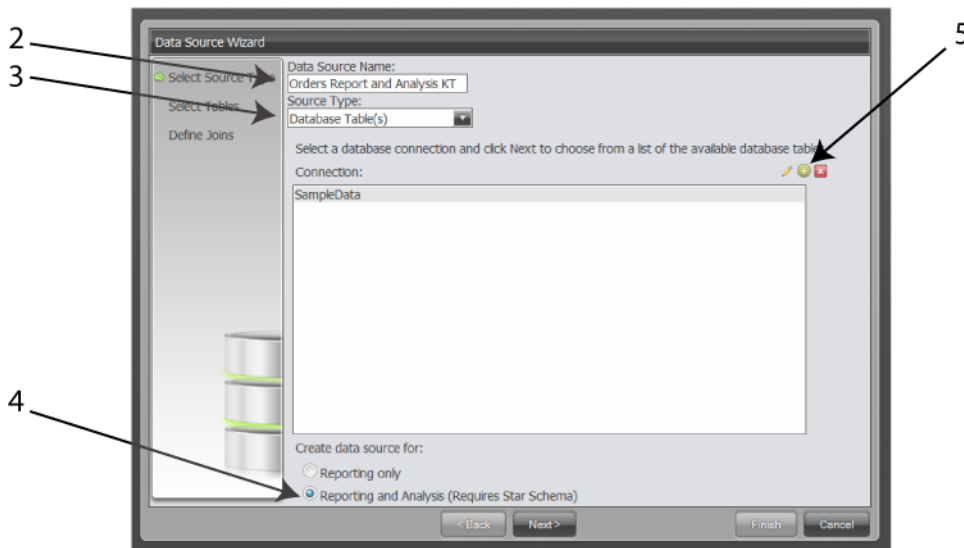 Data Source Wizard
2
3
4
5
Select Source Type
Select Tables
Define Joins
Data Source Name:
Orders Report and Analysis KT
Source Type:
Database Table(s)
Select a database connection and click Next to choose from a list of the available database table
Connection:
SampleData
Create data source for:
Reporting only
Reporting and Analysis (Requires Star Schema)
< Back
Next >
Finish
Cancel